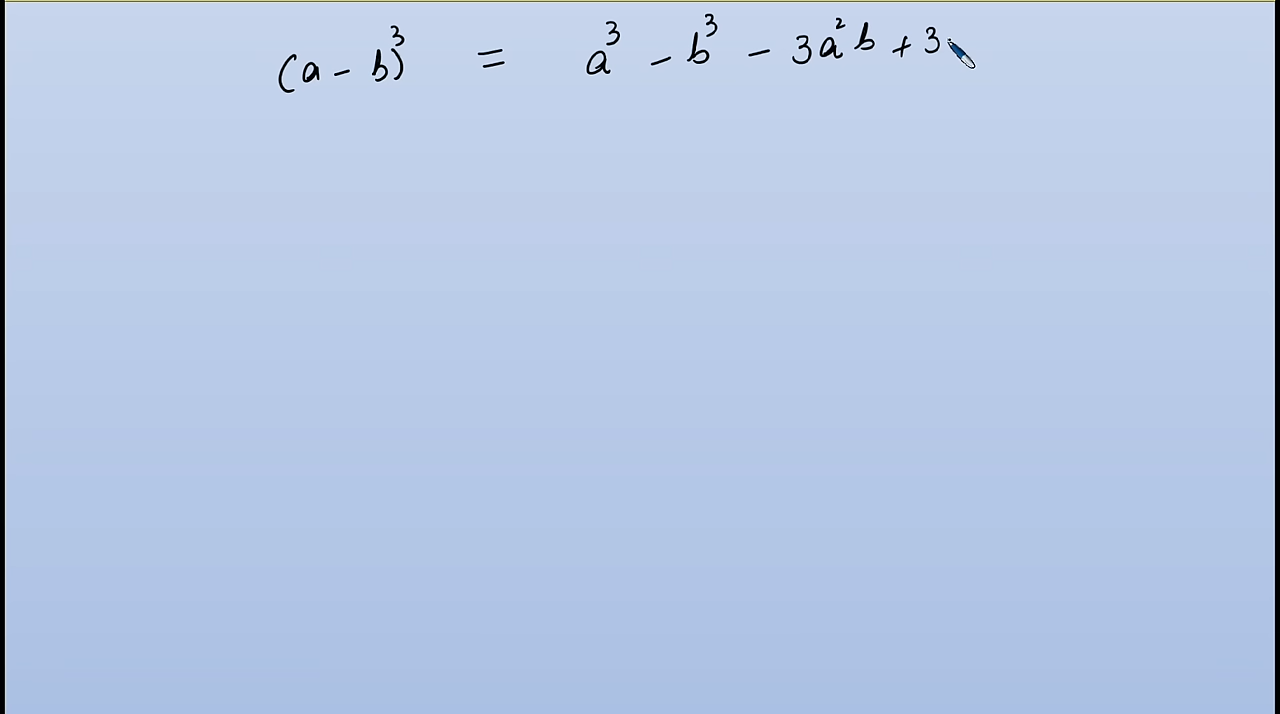 (a - b)³ = a³ - b³ - 3a²b + 3